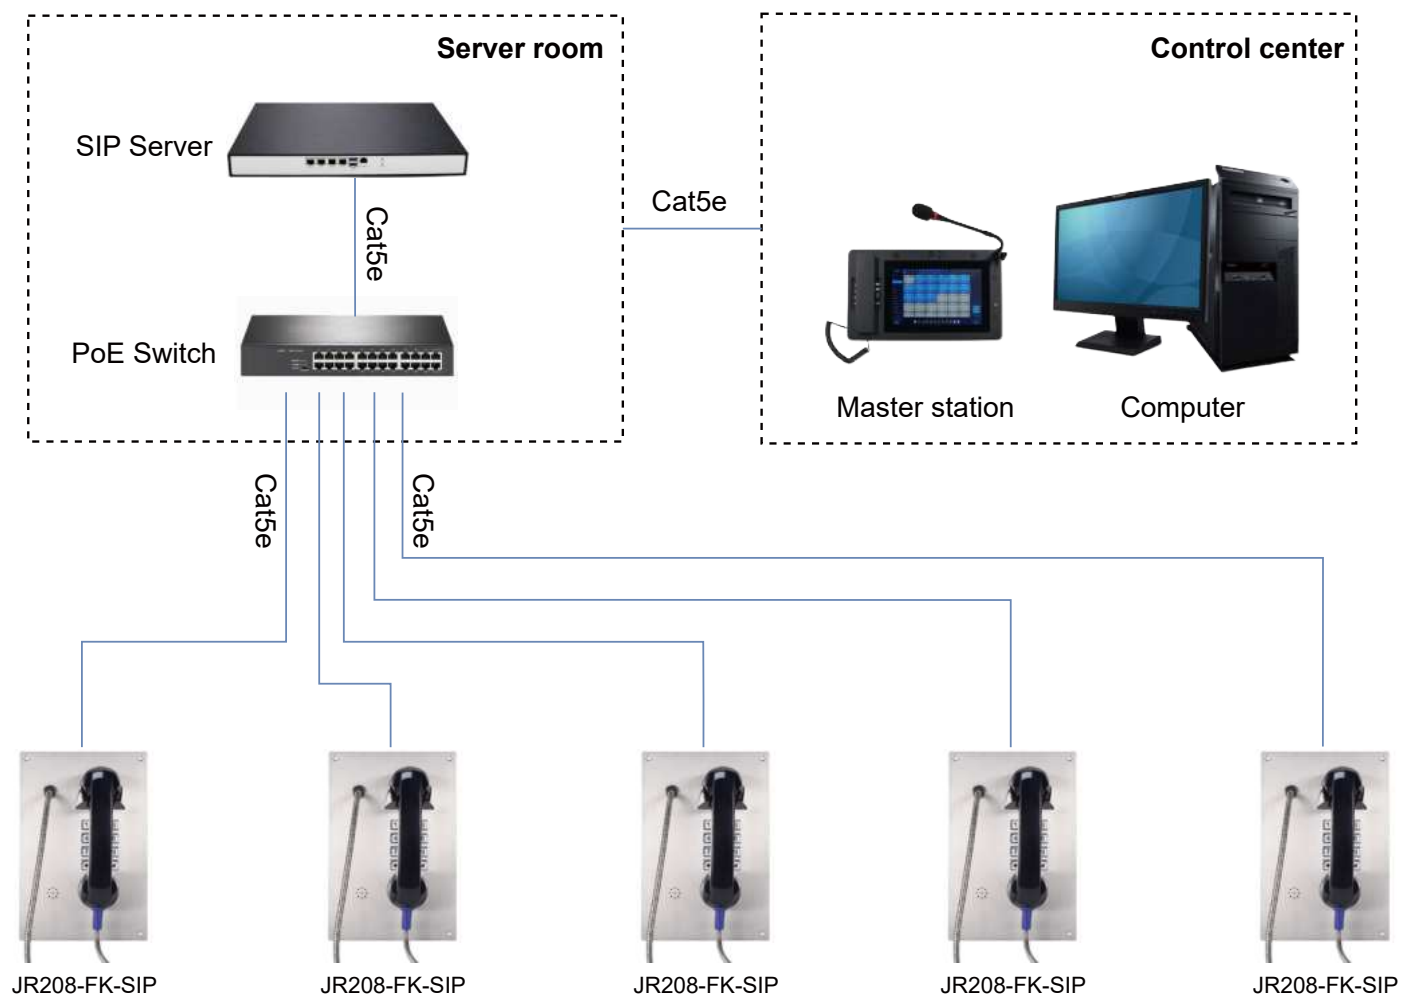 Server room
Control center
SIP Server
Cat5e
Cat5e
PoE Switch
Master station
Computer
Cat5e
Cat5e
JR208-FK-SIP
JR208-FK-SIP
JR208-FK-SIP
JR208-FK-SIP
JR208-FK-SIP